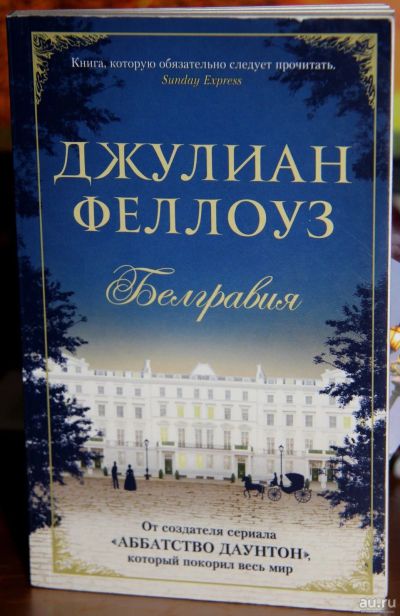 Книга, которую обязательно следует прочитать.
Sunday Express
ДЖУЛИАН
ФЕЛЛОУЗ
Белгравия
От создателя сериала
«АББАТСТВО ДАУНТОН»,
который покорил весь мир
au.ru